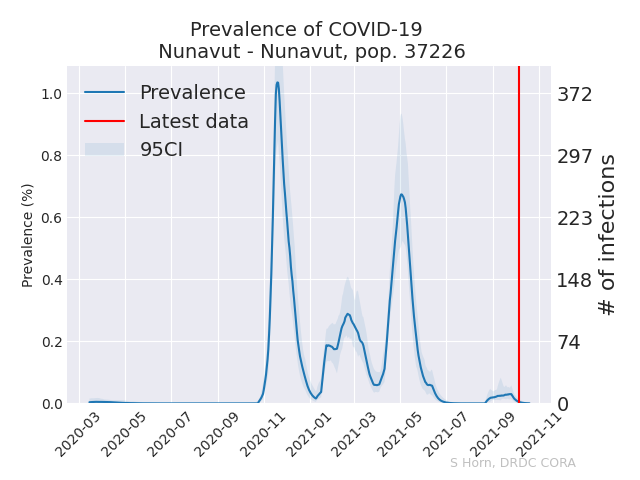 Prevalence of COVID-19
Nunavut - Nunavut, pop. 37226
Prevalence
Latest data
95CI
Prevalence (%)
1.0
0.8
0.6
0.4
0.2
0.0
372
297
223
148
74
0
# of infections
2020-03
2020-05
2020-07
2020-09
2020-11
2021-01
2021-03
2021-05
2021-07
2021-09
2021-11
S Horn, DRDC CORA